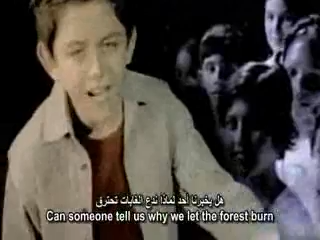 هل يخبرنا أحد لماذا ندع الغابات تحترق
Can someone tell us why we let the forest burn